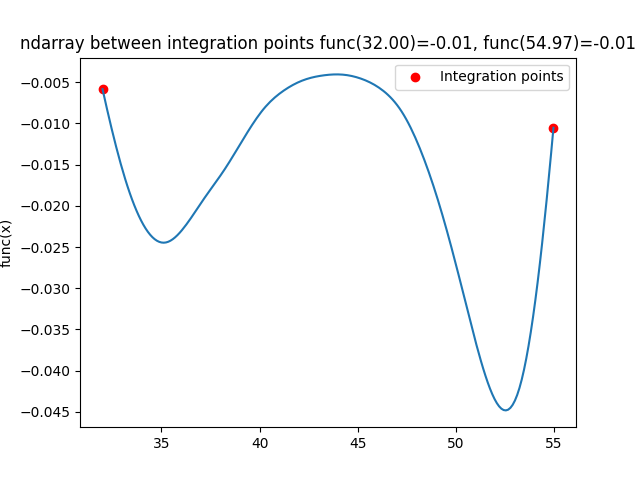 ndarray between integration points func(32.00)=-0.01, func(54.97)=-0.01
Integration points
−0.005
−0.010
−0.015
−0.020
−0.025
−0.030
−0.035
−0.040
−0.045
func(x)
35 40 45 50 55